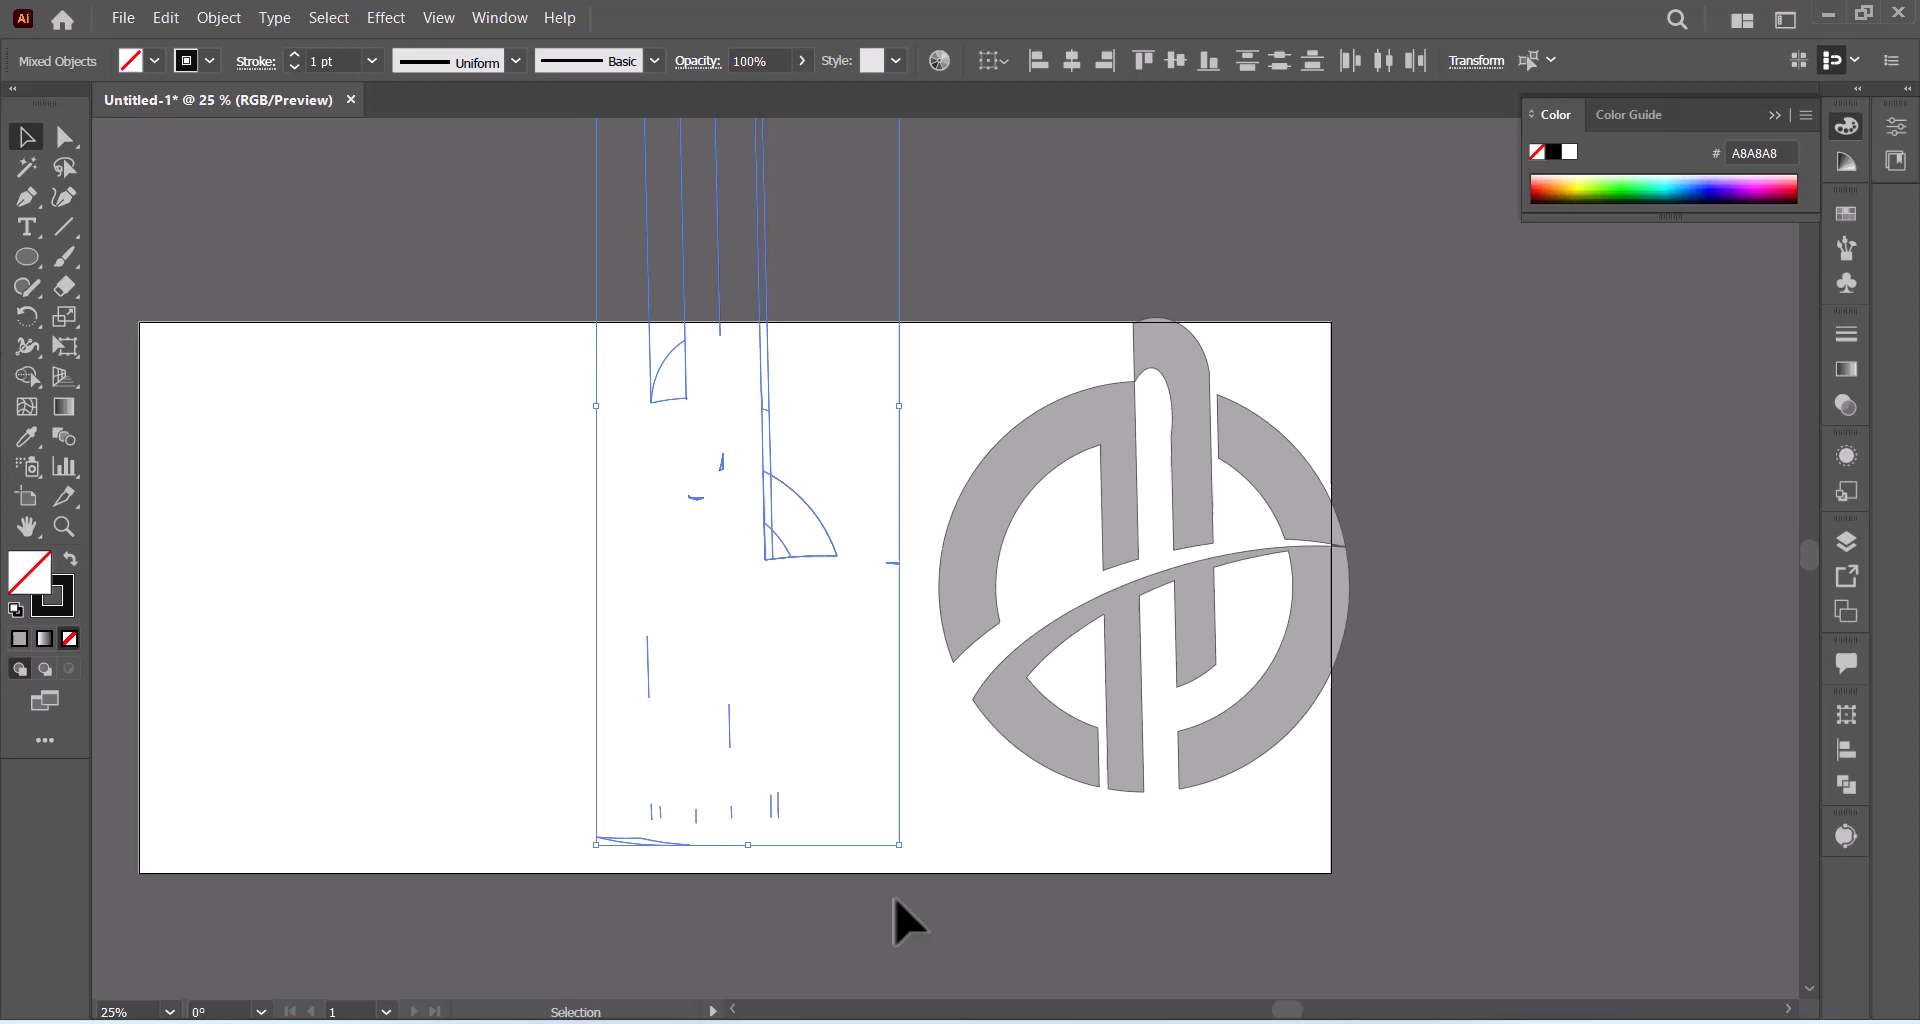 Ai File Edit Object Type Select Effect View Window Help
Mixed Objects Stroke: 1 pt Uniform Basic Opacity: 100% Style: Transform
Untitled-1* @ 25 % (RGB/Preview) ×
Color Color Guide
# A8A8A8
25% 0° 1 Selection